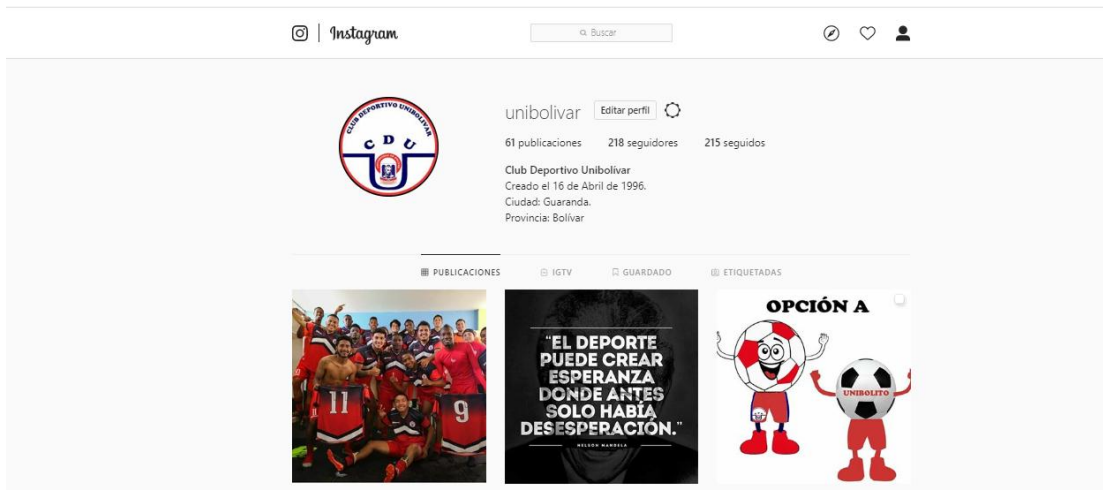 Instagram
Buscar
unibolivar Editar perfil
61 publicaciones 218 seguidores 215 seguidos
Club Deportivo Unibolívar
Creado el 16 de Abril de 1996.
Ciudad: Guaranda.
Provincia: Bolívar
CLUB DEPORTIVO UNIBOLIVAR
C D U
PUBLICACIONES IGTV GUARDADO ETIQUETADAS
11
9
"EL DEPORTE
PUEDE CREAR
ESPERANZA
DONDE ANTES
SOLO HABÍA
DESESPERACIÓN."
NELSON MANDELA
OPCIÓN A
UNIBOLITO